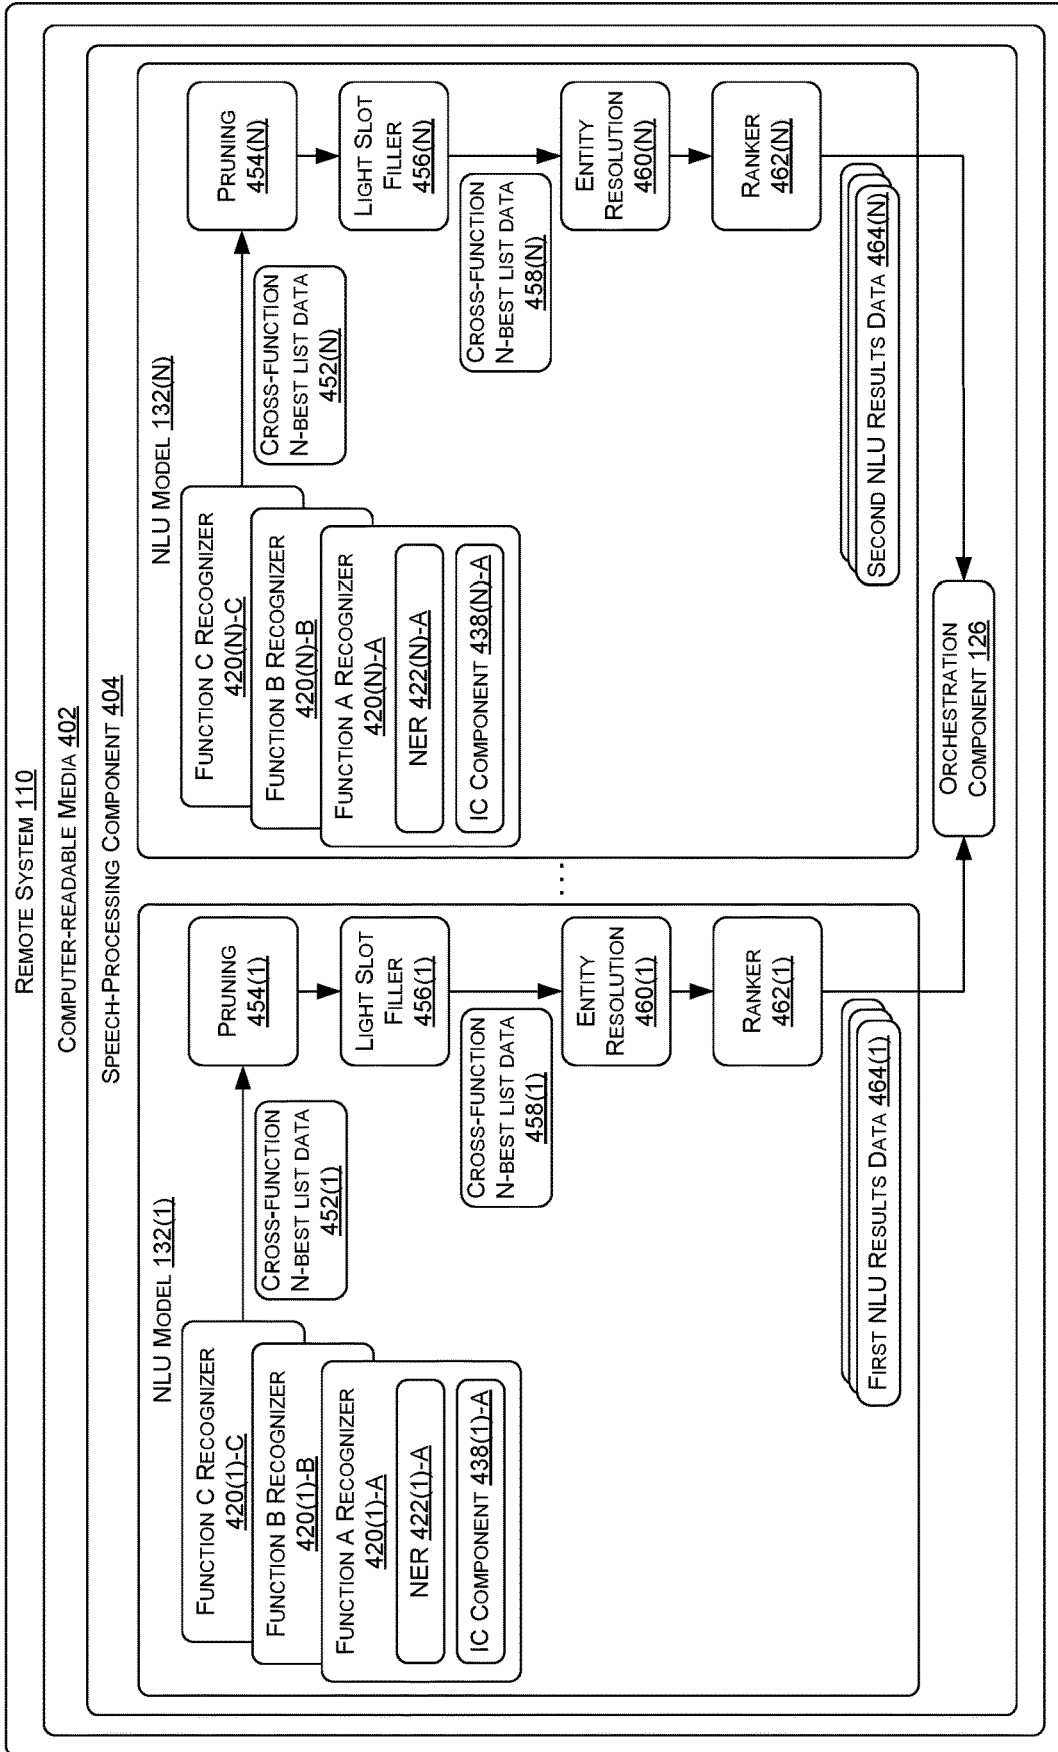 REMOTE SYSTEM 110
COMPUTER-READABLE MEDIA 402
SPEECH-PROCESSING COMPONENT 404
NLU MODEL 132(1)
FUNCTION C RECOGNIZER
420(1)-C
FUNCTION B RECOGNIZER
420(1)-B
FUNCTION A RECOGNIZER
420(1)-A
NER 422(1)-A
IC COMPONENT 438(1)-A
CROSS-FUNCTION
N-BEST LIST DATA
452(1)
PRUNING
454(1)
LIGHT SLOT
FILLER
456(1)
CROSS-FUNCTION
N-BEST LIST DATA
458(1)
ENTITY
RESOLUTION
460(1)
RANKER
462(1)
FIRST NLU RESULTS DATA 464(1)
...
NLU MODEL 132(N)
FUNCTION C RECOGNIZER
420(N)-C
FUNCTION B RECOGNIZER
420(N)-B
FUNCTION A RECOGNIZER
420(N)-A
NER 422(N)-A
IC COMPONENT 438(N)-A
CROSS-FUNCTION
N-BEST LIST DATA
452(N)
PRUNING
454(N)
LIGHT SLOT
FILLER
456(N)
CROSS-FUNCTION
N-BEST LIST DATA
458(N)
ENTITY
RESOLUTION
460(N)
RANKER
462(N)
SECOND NLU RESULTS DATA 464(N)
ORCHESTRATION
COMPONENT 126